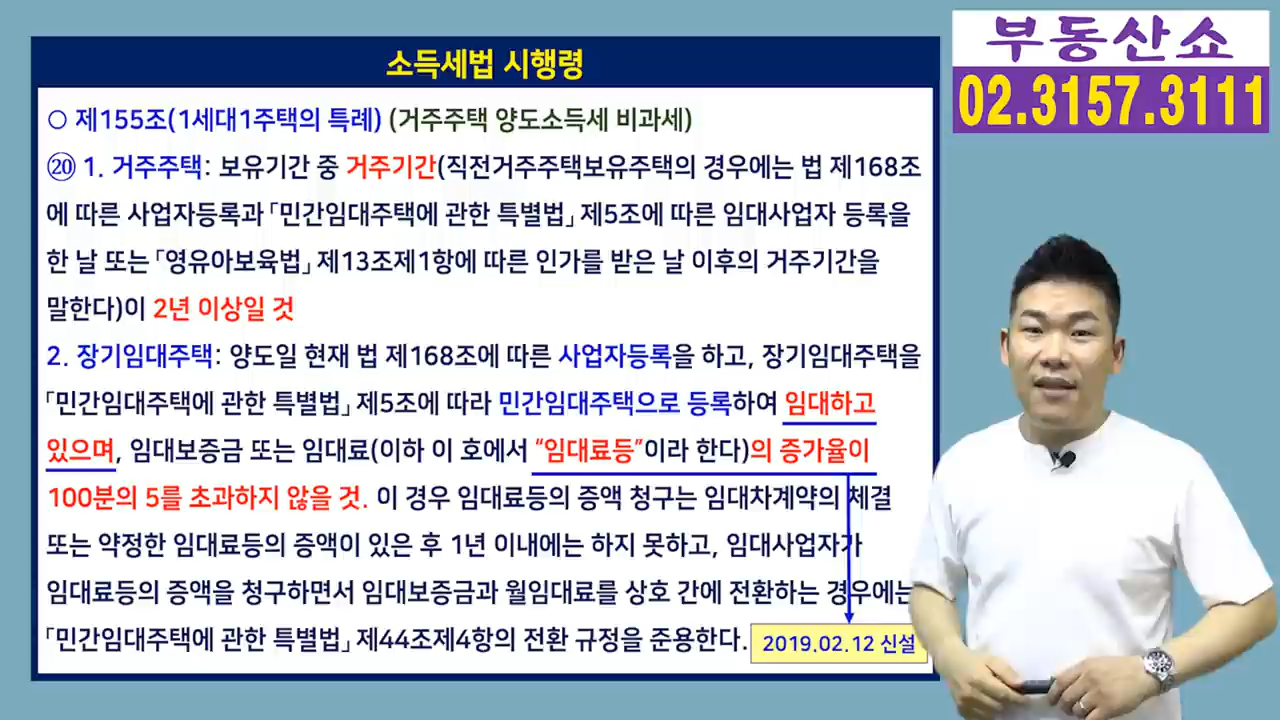 부동산쇼
02.3157.3111
소득세법 시행령
○ 제155조(1세대1주택의 특례) (거주주택 양도소득세 비과세)
⑳ 1. 거주주택: 보유기간 중 거주기간(직전거주주택보유주택의 경우에는 법 제168조
에 따른 사업자등록과 ｢민간임대주택에 관한 특별법｣ 제5조에 따른 임대사업자 등록을
한 날 또는 ｢영유아보육법｣ 제13조제1항에 따른 인가를 받은 날 이후의 거주기간을
말한다)이 2년 이상일 것
2. 장기임대주택: 양도일 현재 법 제168조에 따른 사업자등록을 하고, 장기임대주택을
｢민간임대주택에 관한 특별법｣ 제5조에 따라 민간임대주택으로 등록하여 임대하고
있으며, 임대보증금 또는 임대료(이하 이 호에서 “임대료등”이라 한다)의 증가율이
100분의 5를 초과하지 않을 것. 이 경우 임대료등의 증액 청구는 임대차계약의 체결
또는 약정한 임대료등의 증액이 있은 후 1년 이내에는 하지 못하고, 임대사업자가
임대료등의 증액을 청구하면서 임대보증금과 월임대료를 상호 간에 전환하는 경우에는
｢민간임대주택에 관한 특별법｣ 제44조제4항의 전환 규정을 준용한다.
2019.02.12 신설